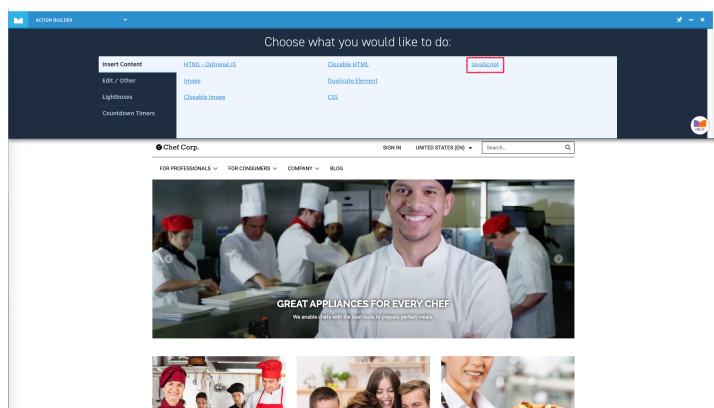 ACTION BUILDER
Choose what you would like to do:
Insert Content
HTML - Optional JS
Closable HTML
JavaScript
Edit / Other
Image
Duplicate Element
Lightboxes
Closable Image
CSS
Countdown Timers
HELP
Chef Corp.
SIGN IN
UNITED STATES (EN)
Search...
FOR PROFESSIONALS
FOR CONSUMERS
COMPANY
BLOG
GREAT APPLIANCES FOR EVERY CHEF
We enable chefs with the best tools to prepare perfect meals.